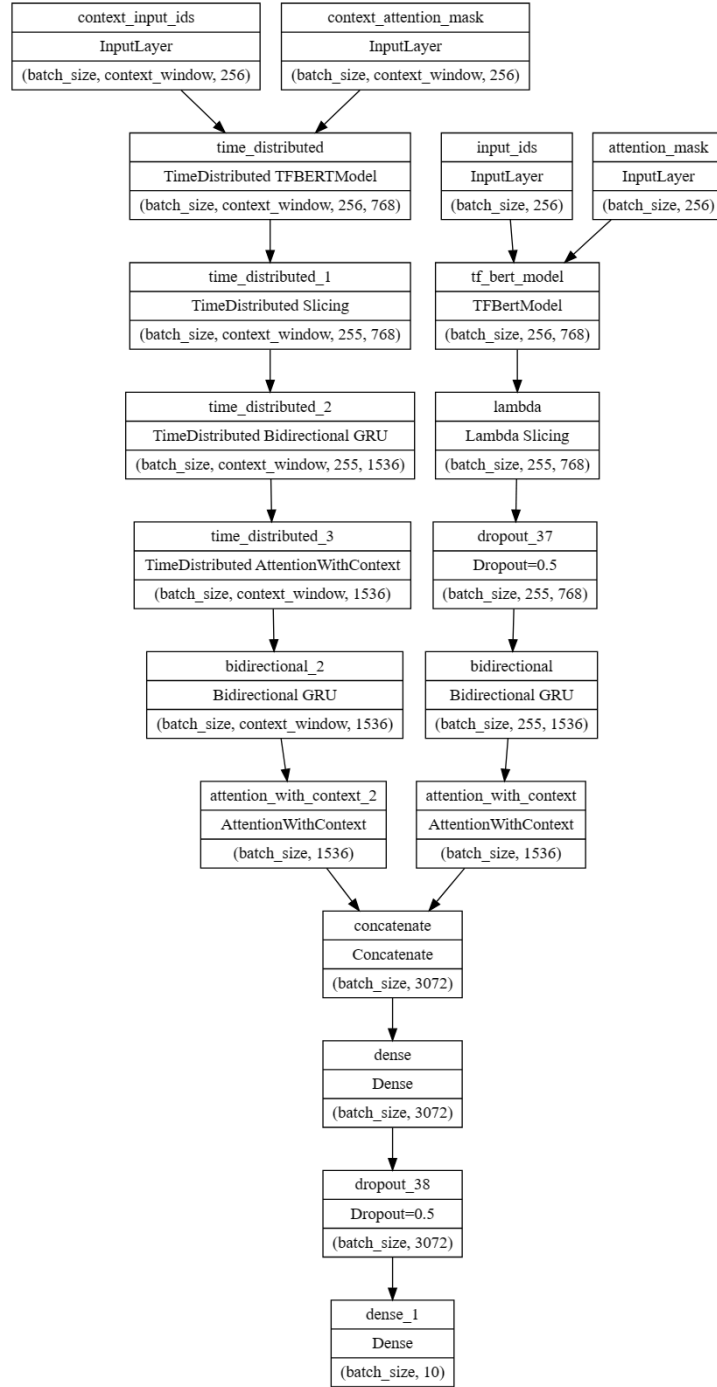 context_input_ids
InputLayer
(batch_size, context_window, 256)
context_attention_mask
InputLayer
(batch_size, context_window, 256)
time_distributed
TimeDistributed TFBERTModel
(batch_size, context_window, 256, 768)
input_ids
InputLayer
(batch_size, 256)
attention_mask
InputLayer
(batch_size, 256)
time_distributed_1
TimeDistributed Slicing
(batch_size, context_window, 255, 768)
tf_bert_model
TFBertModel
(batch_size, 256, 768)
time_distributed_2
TimeDistributed Bidirectional GRU
(batch_size, context_window, 255, 1536)
lambda
Lambda Slicing
(batch_size, 255, 768)
time_distributed_3
TimeDistributed AttentionWithContext
(batch_size, context_window, 1536)
dropout_37
Dropout=0.5
(batch_size, 255, 768)
bidirectional_2
Bidirectional GRU
(batch_size, context_window, 1536)
bidirectional
Bidirectional GRU
(batch_size, 255, 1536)
attention_with_context_2
AttentionWithContext
(batch_size, 1536)
attention_with_context
AttentionWithContext
(batch_size, 1536)
concatenate
Concatenate
(batch_size, 3072)
dense
Dense
(batch_size, 3072)
dropout_38
Dropout=0.5
(batch_size, 3072)
dense_1
Dense
(batch_size, 10)